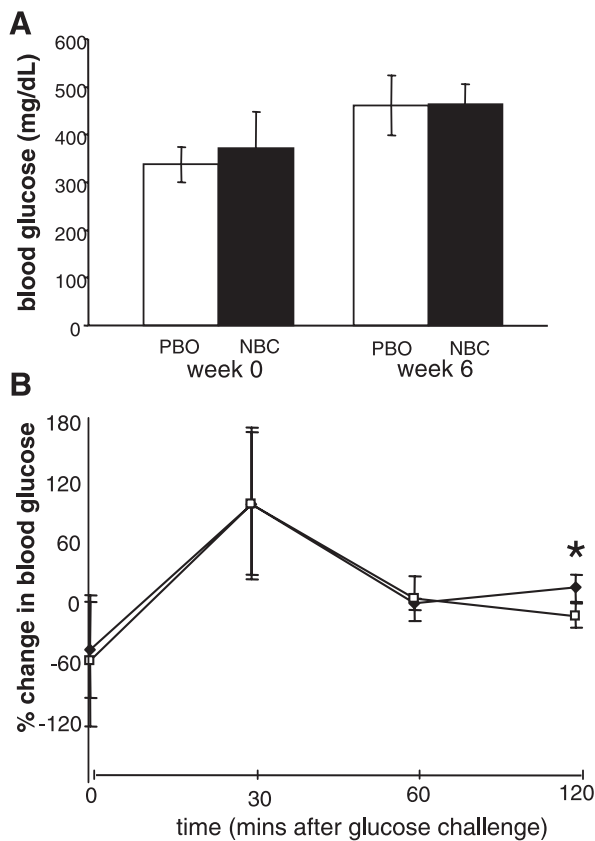 A
blood glucose (mg/dL)
600
500
400
300
200
100
0
PBO NBC PBO NBC
week 0 week 6
B
% change in blood glucose
180
120
60
0
-60
-120
*
0 30 60 120
time (mins after glucose challenge)